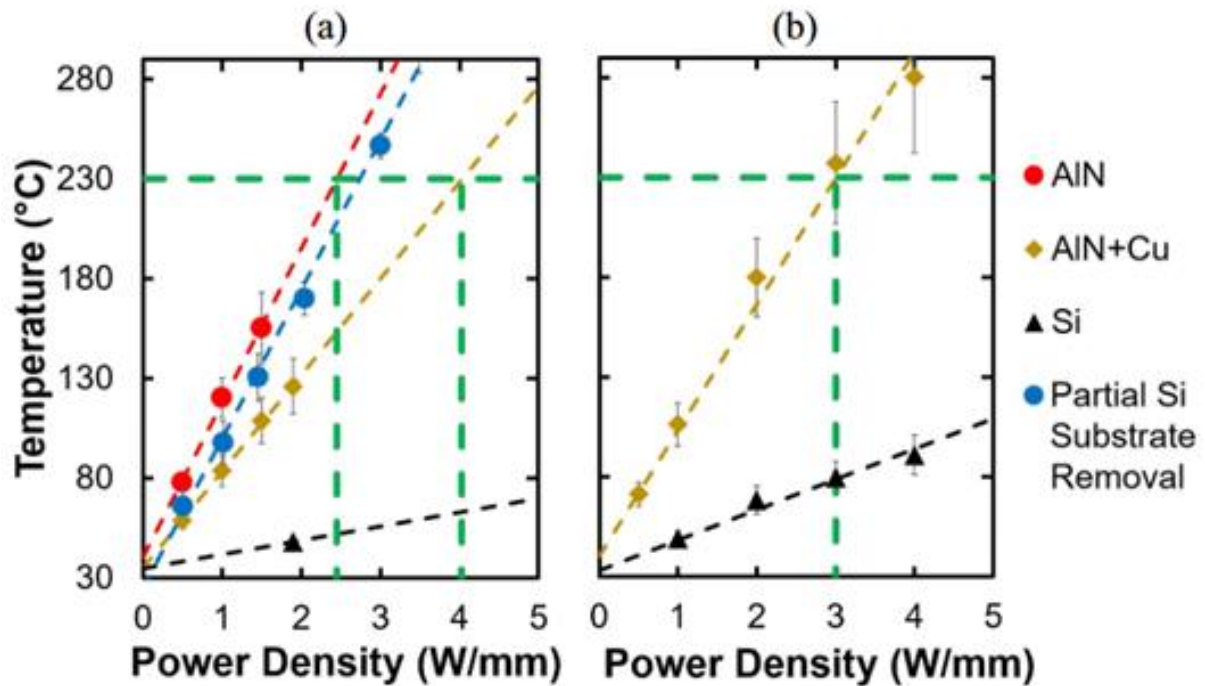 (a)
(b)
Temperature (°C)
280
230
180
130
80
30
0 1 2 3 4 5
Power Density (W/mm)
0 1 2 3 4 5
Power Density (W/mm)
AlN
AlN+Cu
Si
Partial Si
Substrate
Removal